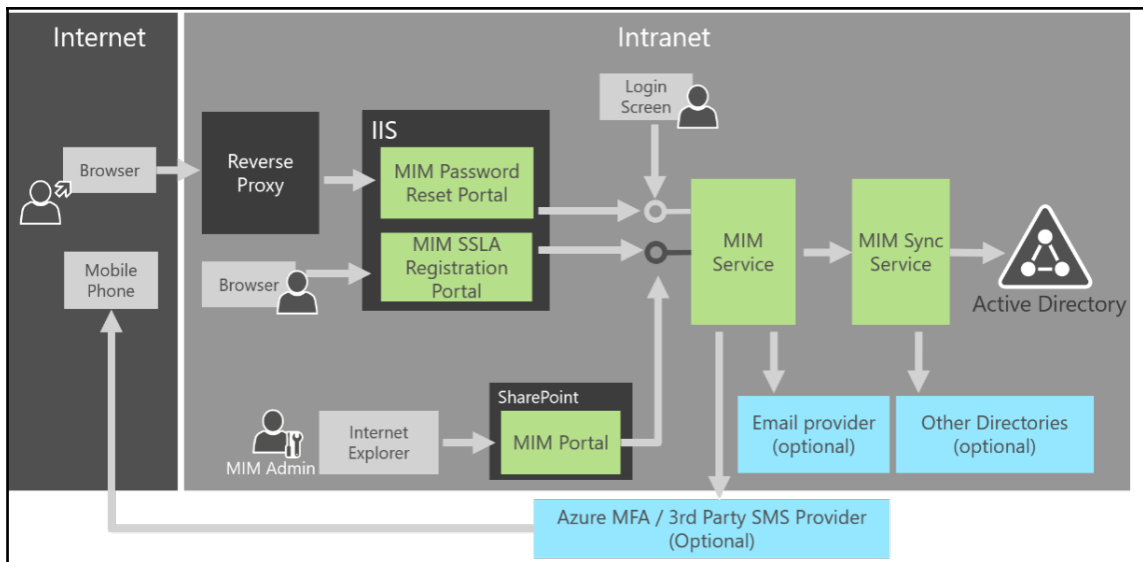 Internet
Intranet
Login
Screen
IIS
Browser
Reverse
Proxy
MIM Password
Reset Portal
MIM SSLA
Registration
Portal
Mobile
Phone
Browser
MIM
Service
MIM Sync
Service
Active Directory
SharePoint
MIM Admin
Internet
Explorer
MIM Portal
Email provider
(optional)
Other Directories
(optional)
Azure MFA / 3rd Party SMS Provider
(Optional)